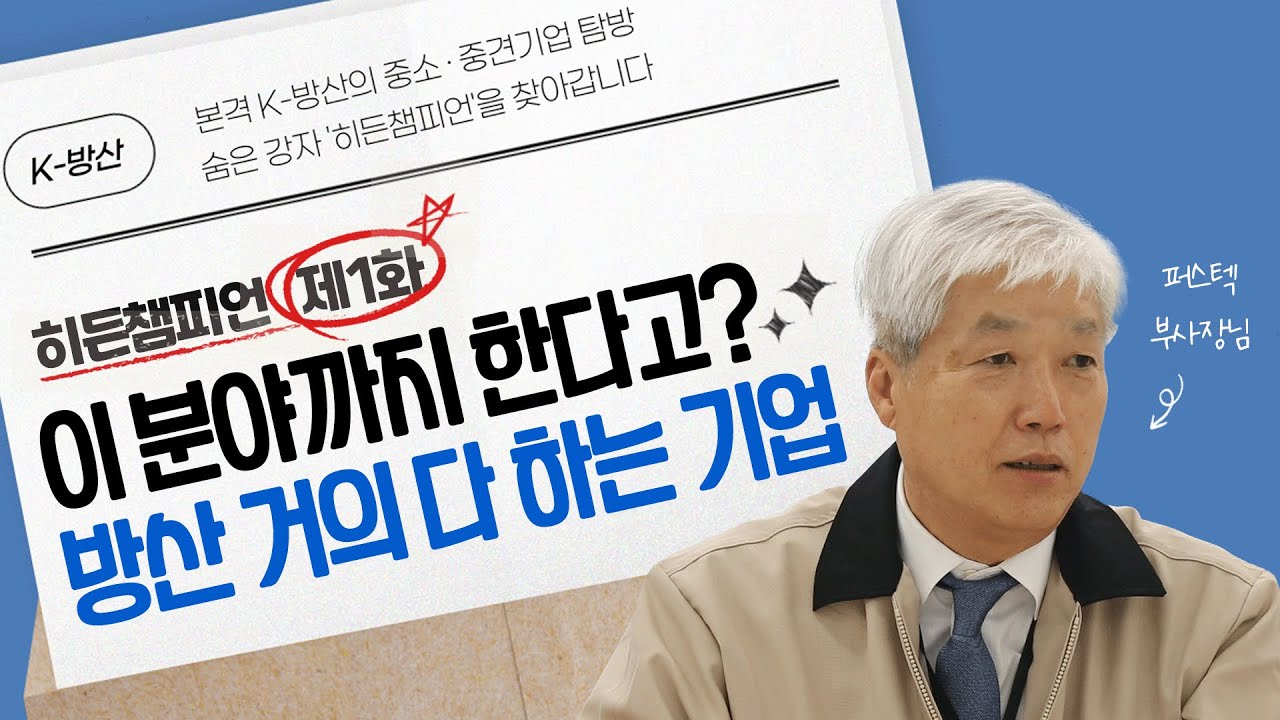 K-방산
본격 K-방산의 중소·중견기업 탐방
숨은 강자 '히든챔피언'을 찾아갑니다
히든챔피언 제1화
이 분야까지 한다고?
방산 거의 다 하는 기업
퍼스텍
부사장님